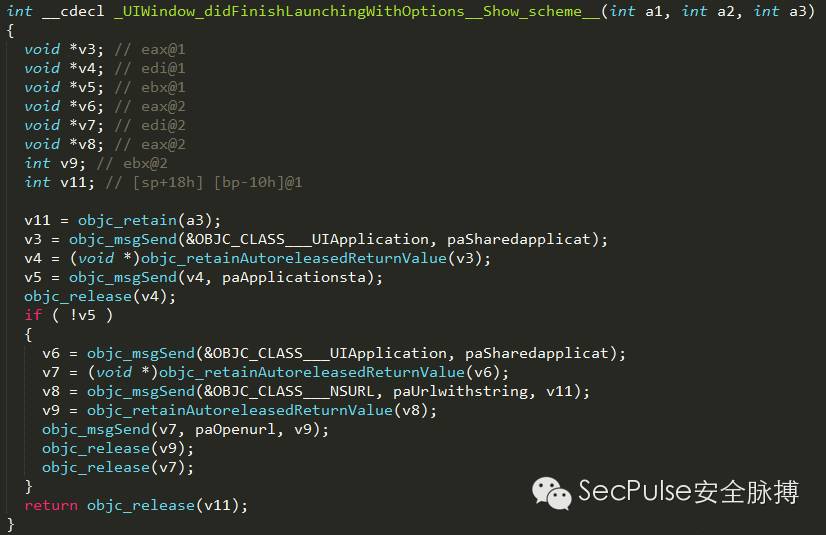 int __cdecl _UIWindow_didFinishLaunchingWithOptions__Show_scheme__(int a1, int a2, int a3)
{
  void *v3; // eax@1
  void *v4; // edi@1
  void *v5; // ebx@1
  void *v6; // eax@2
  void *v7; // edi@2
  void *v8; // eax@2
  int v9; // ebx@2
  int v11; // [sp+18h] [bp-10h]@1

  v11 = objc_retain(a3);
  v3 = objc_msgSend(&OBJC_CLASS___UIApplication, paSharedapplicat);
  v4 = (void *)objc_retainAutoreleasedReturnValue(v3);
  v5 = objc_msgSend(v4, paApplicationsta);
  objc_release(v4);
  if ( !v5 )
  {
    v6 = objc_msgSend(&OBJC_CLASS___UIApplication, paSharedapplicat);
    v7 = (void *)objc_retainAutoreleasedReturnValue(v6);
    v8 = objc_msgSend(&OBJC_CLASS___NSURL, paUrlwithstring, v11);
    v9 = objc_retainAutoreleasedReturnValue(v8);
    objc_msgSend(v7, paOpenurl, v9);
    objc_release(v9);
    objc_release(v7);
  }
  return objc_release(v11);
}
SecPulse安全脉搏